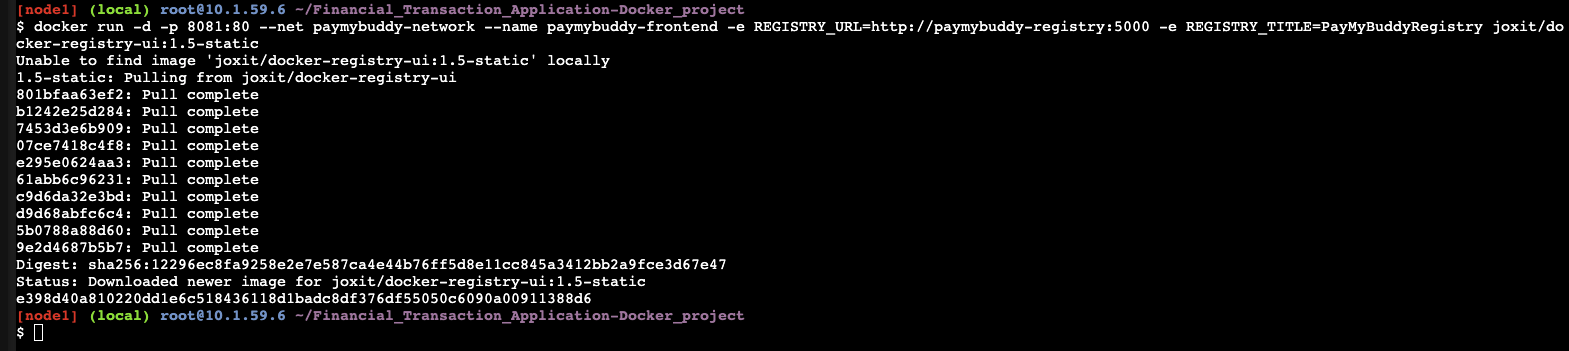 [node1] (local) root@10.1.59.6 ~/Financial_Transaction_Application-Docker_project
$ docker run -d -p 8081:80 --net paymybuddy-network --name paymybuddy-frontend -e REGISTRY_URL=http://paymybuddy-registry:5000 -e REGISTRY_TITLE=PayMyBuddyRegistry joxit/do
cker-registry-ui:1.5-static
Unable to find image 'joxit/docker-registry-ui:1.5-static' locally
1.5-static: Pulling from joxit/docker-registry-ui
801bfaa63ef2: Pull complete
b1242e25d284: Pull complete
7453d3e6b909: Pull complete
07ce7418c4f8: Pull complete
e295e0624aa3: Pull complete
61abb6c96231: Pull complete
c9d6da32e3bd: Pull complete
d9d68abfc6c4: Pull complete
5b0788a88d60: Pull complete
9e2d4687b5b7: Pull complete
Digest: sha256:12296ec8fa9258e2e7e587ca4e44b76ff5d8e11cc845a3412bb2a9fce3d67e47
Status: Downloaded newer image for joxit/docker-registry-ui:1.5-static
e398d40a810220dd1e6c518436118d1badc8df376df55050c6090a00911388d6
[node1] (local) root@10.1.59.6 ~/Financial_Transaction_Application-Docker_project
$